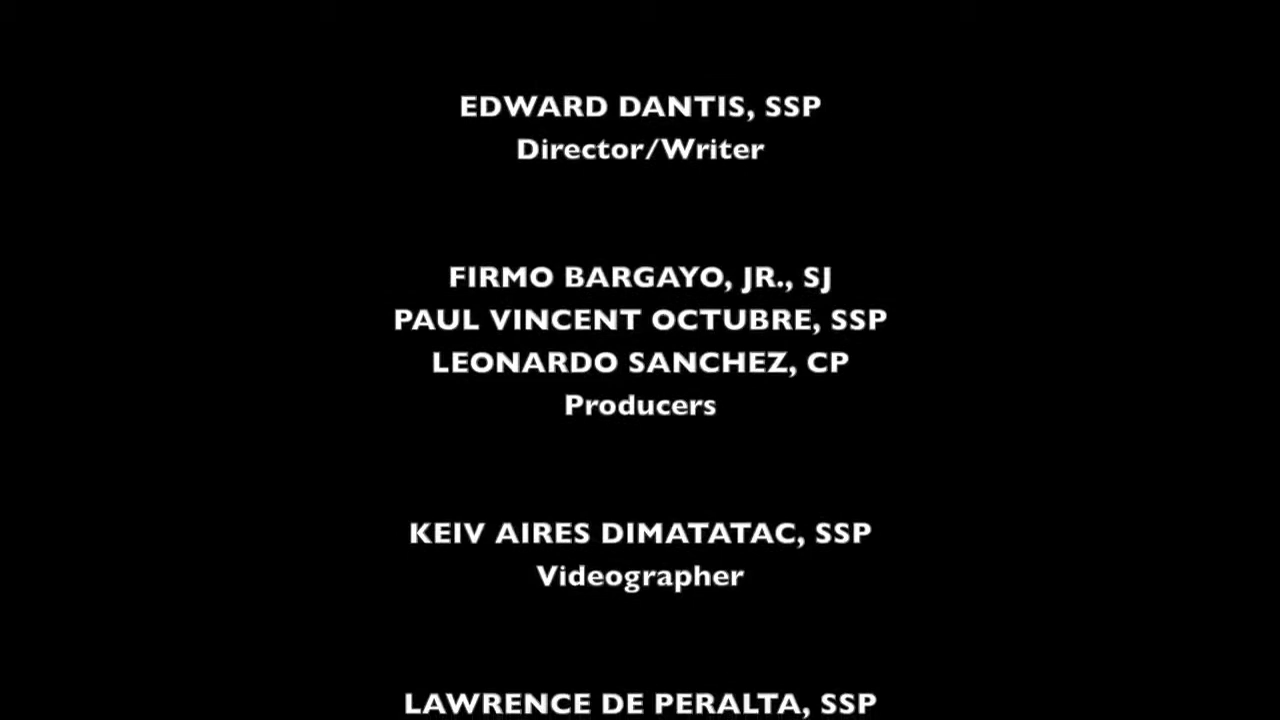 EDWARD DANTIS, SSP
Director/Writer
FIRMO BARGAYO, JR., SJ
PAUL VINCENT OCTUBRE, SSP
LEONARDO SANCHEZ, CP
Producers
KEIV AIRES DIMATATAC, SSP
Videographer
LAWRENCE DE PERALTA, SSP